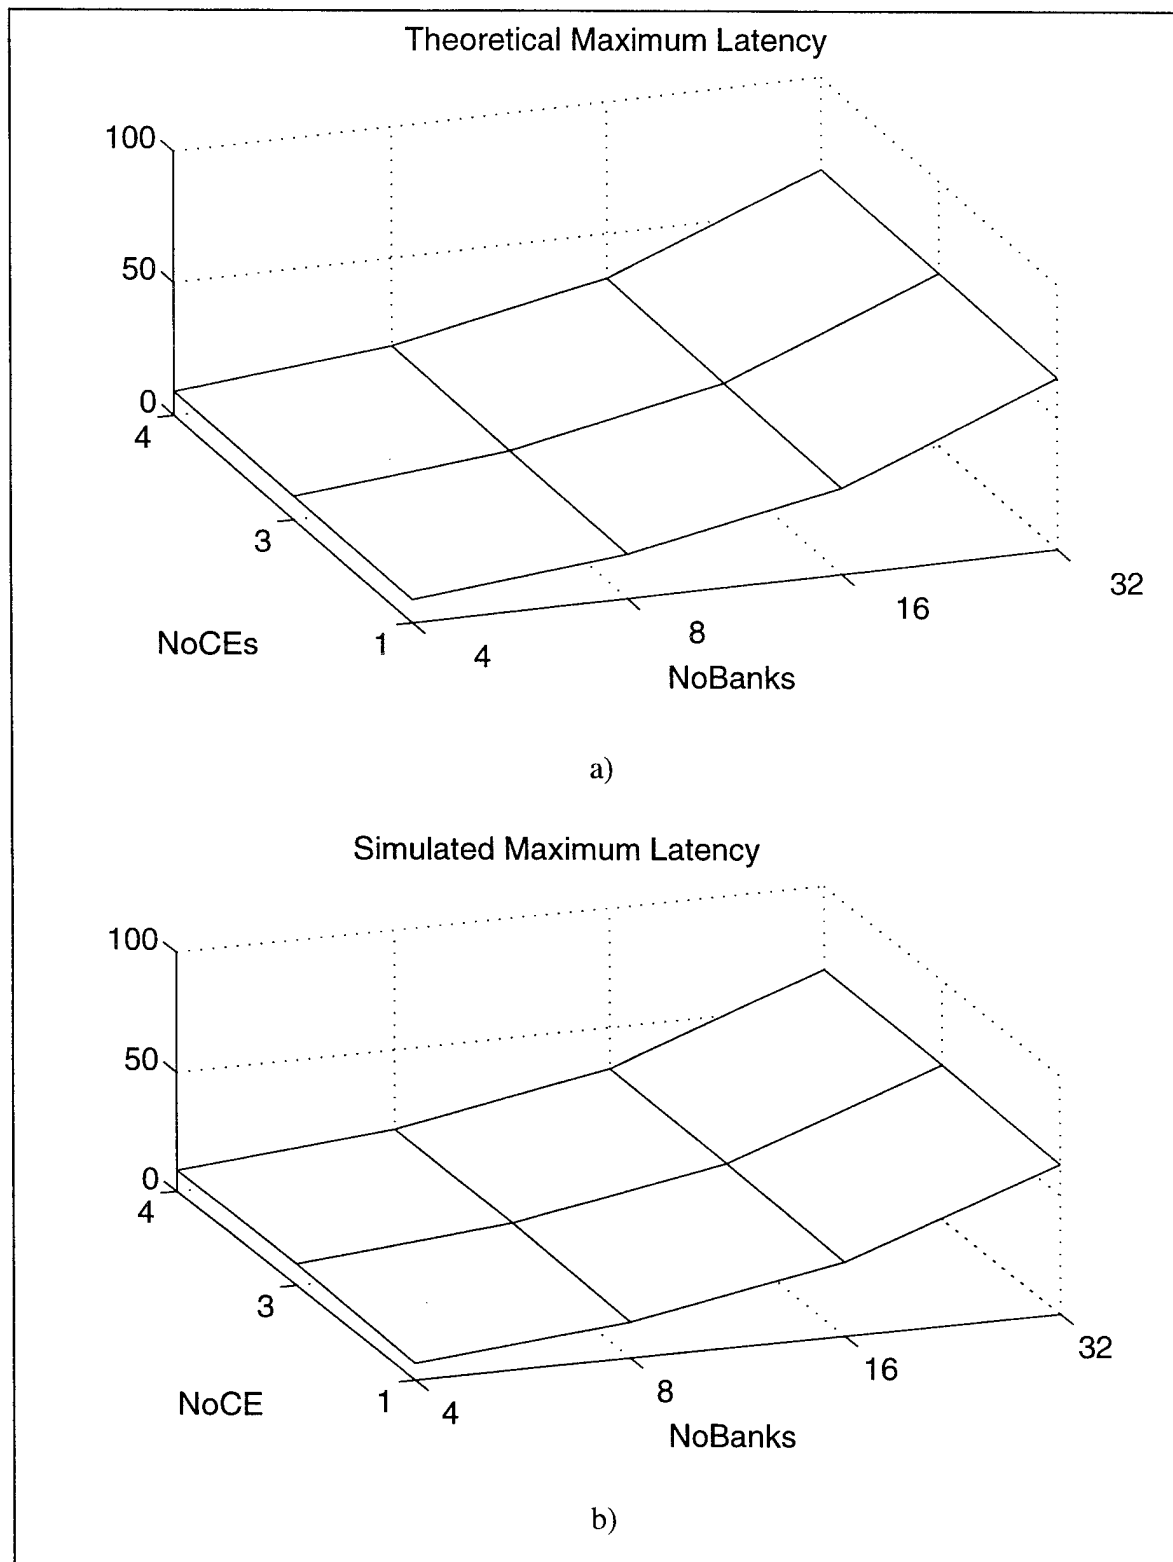 Theoretical Maximum Latency
100
50
0
4
3
1
NoCEs
4
8
16
32
NoBanks
a)
Simulated Maximum Latency
100
50
0
4
3
1
NoCE
4
8
16
32
NoBanks
b)